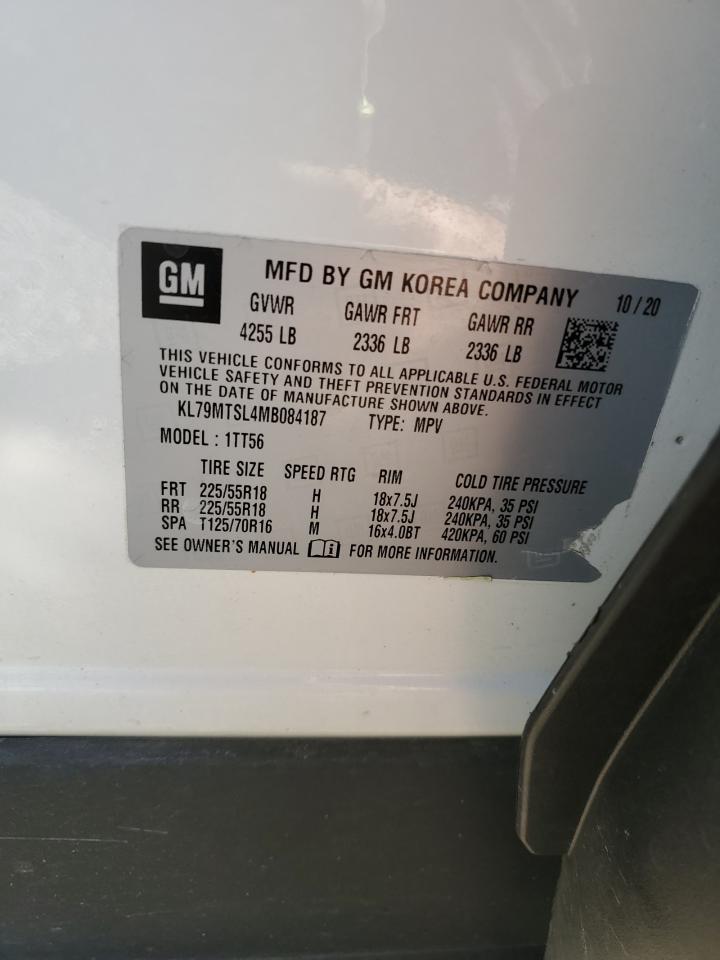 GM
MFD BY GM KOREA COMPANY 10/20
GVWR GAWR FRT GAWR RR
4255 LB 2336 LB 2336 LB
THIS VEHICLE CONFORMS TO ALL APPLICABLE U.S. FEDERAL MOTOR
VEHICLE SAFETY AND THEFT PREVENTION STANDARDS IN EFFECT
ON THE DATE OF MANUFACTURE SHOWN ABOVE.
KL79MTSL4MB084187 TYPE: MPV
MODEL : 1TT56
TIRE SIZE SPEED RTG RIM COLD TIRE PRESSURE
FRT 225/55R18 H 18x7.5J 240KPA, 35 PSI
RR 225/55R18 H 18x7.5J 240KPA, 35 PSI
SPA T125/70R16 M 16x4.0BT 420KPA, 60 PSI
SEE OWNER'S MANUAL i FOR MORE INFORMATION.